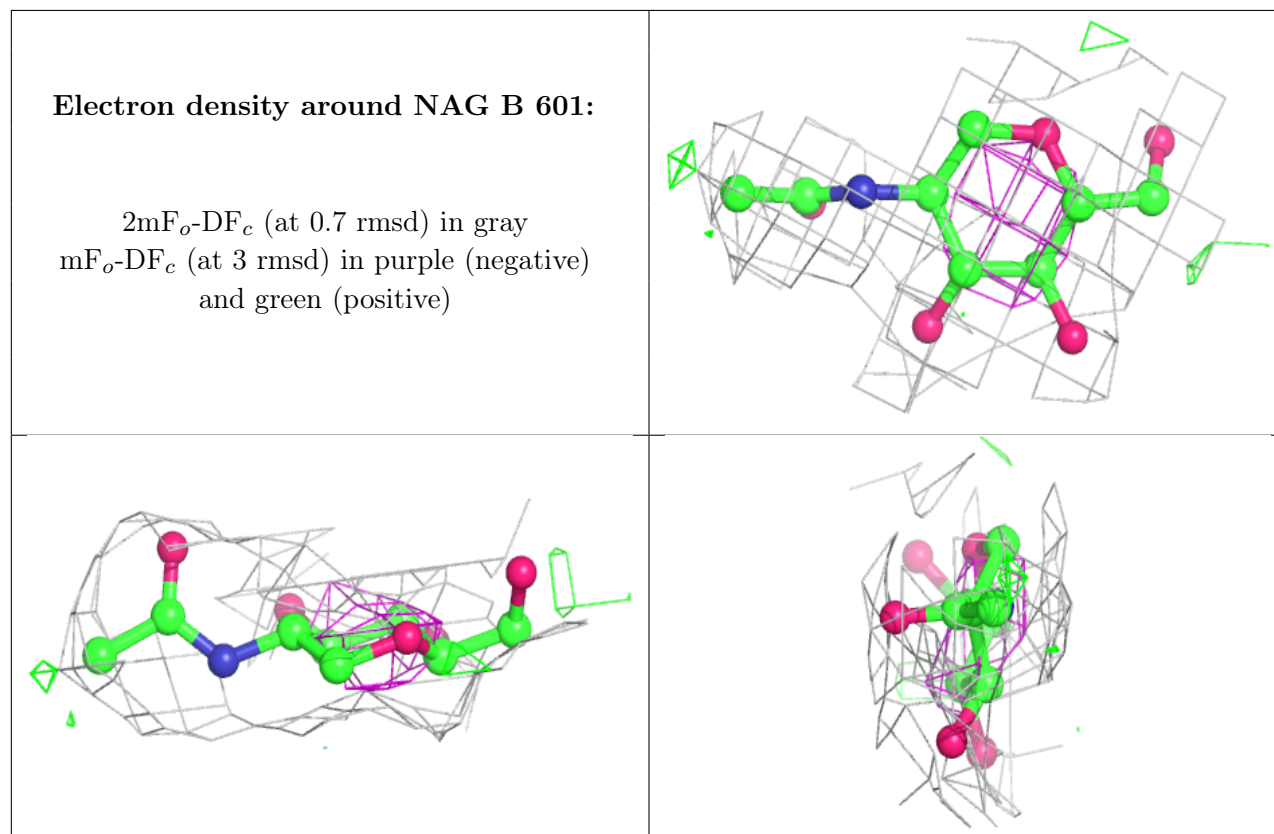 Electron density around NAG B 601:
2mFo-DFc (at 0.7 rmsd) in gray
mFo-DFc (at 3 rmsd) in purple (negative)
and green (positive)